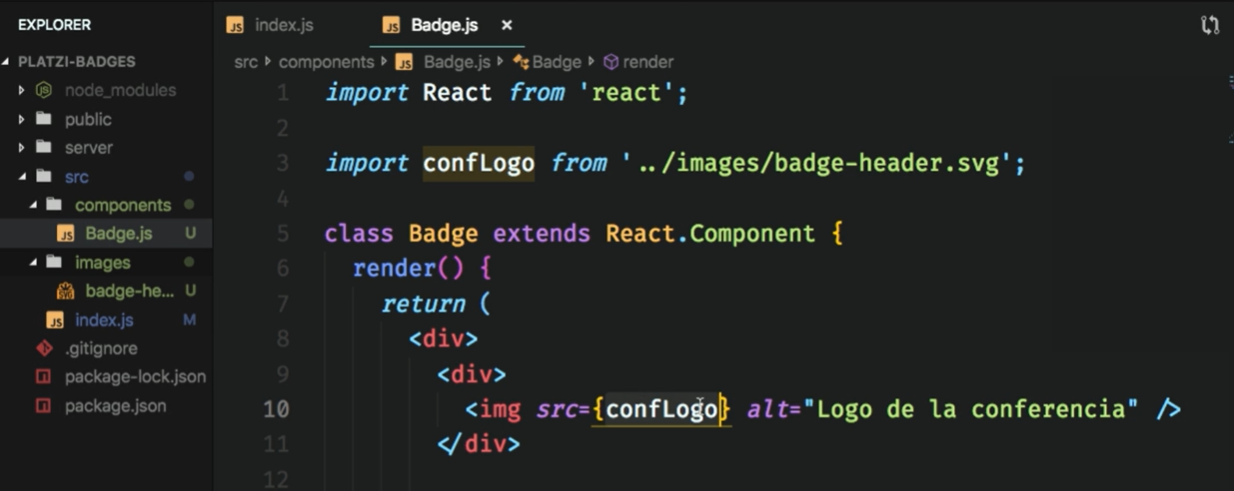 EXPLORER
PLATZI-BADGES
node_modules
public
server
src
components
Badge.js U
images
badge-he... U
index.js M
.gitignore
package-lock.json
package.json
index.js Badge.js ×
src components Badge.js Badge render
1 import React from 'react';
2
3 import confLogo from '../images/badge-header.svg';
4
5 class Badge extends React.Component {
6 render() {
7 return (
8 <div>
9 <div>
10 <img src={confLogo} alt="Logo de la conferencia" />
11 </div>
12